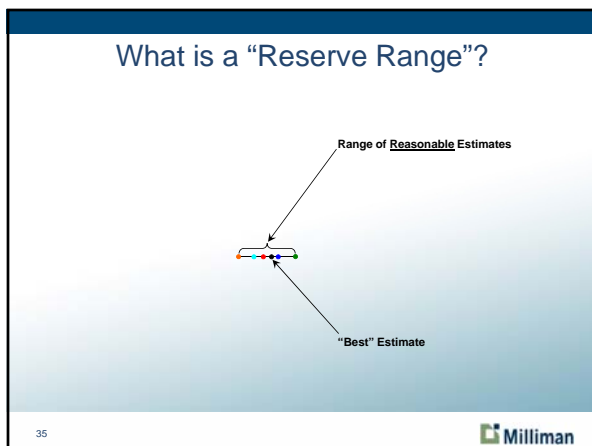 What is a “Reserve Range”?
Range of Reasonable Estimates
“Best” Estimate
35
Milliman